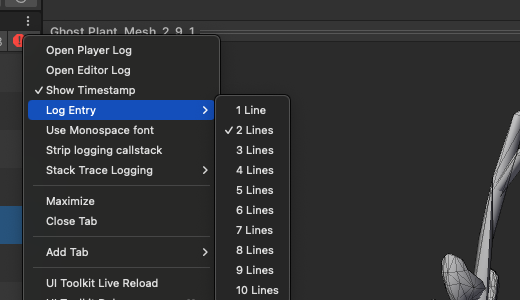 Ghost Plant Mesh 2 9 1
Open Player Log
Open Editor Log
Show Timestamp
Log Entry
Use Monospace font
Strip logging callstack
Stack Trace Logging
Maximize
Close Tab
Add Tab
UI Toolkit Live Reload
1 Line
2 Lines
3 Lines
4 Lines
5 Lines
6 Lines
7 Lines
8 Lines
9 Lines
10 Lines